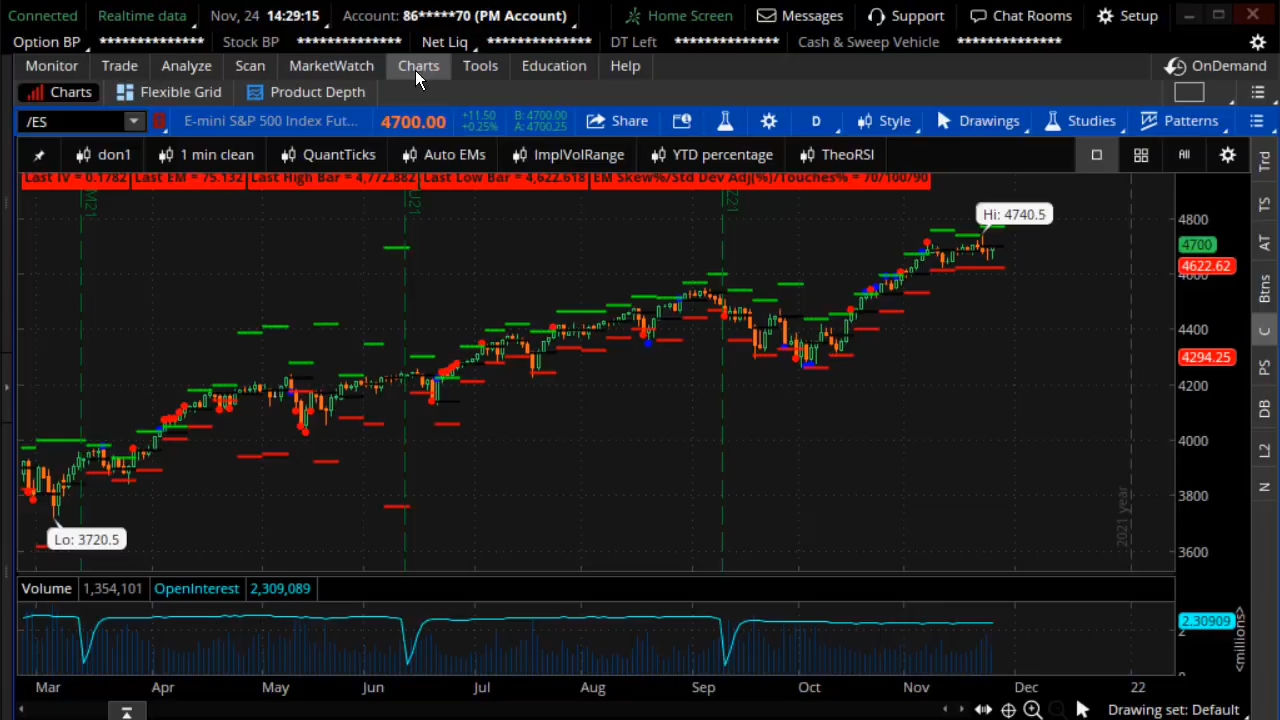 Connected Realtime data Nov, 24 14:29:15 Account: 86*****70 (PM Account) Home Screen Messages Support Chat Rooms Setup
Option BP ************** Stock BP ************** Net Liq ************** DT Left ************** Cash & Sweep Vehicle **************
Monitor Trade Analyze Scan MarketWatch Charts Tools Education Help OnDemand
Charts Flexible Grid Product Depth
/ES E-mini S&P 500 Index Fut... 4700.00 +11.50 B: 4700.00 Share D Style Drawings Studies Patterns
+0.25% A: 4700.25
don1 1 min clean QuantTicks Auto EMs ImplVolRange YTD percentage TheoRSI Trd
Last IV = 0.1782 Last EM = 75.132 Last High Bar = 4,772.882 Last Low Bar = 4,622.618 EM Skew%/Std Dev Adj(%)/Touches% = 70/100/90
M21 U21 Z21 TS
Hi: 4740.5
4800
4700 AT
4622.62
4600
Btns
4400 C
4294.25
4200 PS
DB
4000 L2
3800 N
2021 year
Lo: 3720.5
3600
Volume 1,354,101 OpenInterest 2,309,089
2.30909
2
<millions>
Mar Apr May Jun Jul Aug Sep Oct Nov Dec 22
Drawing set: Default